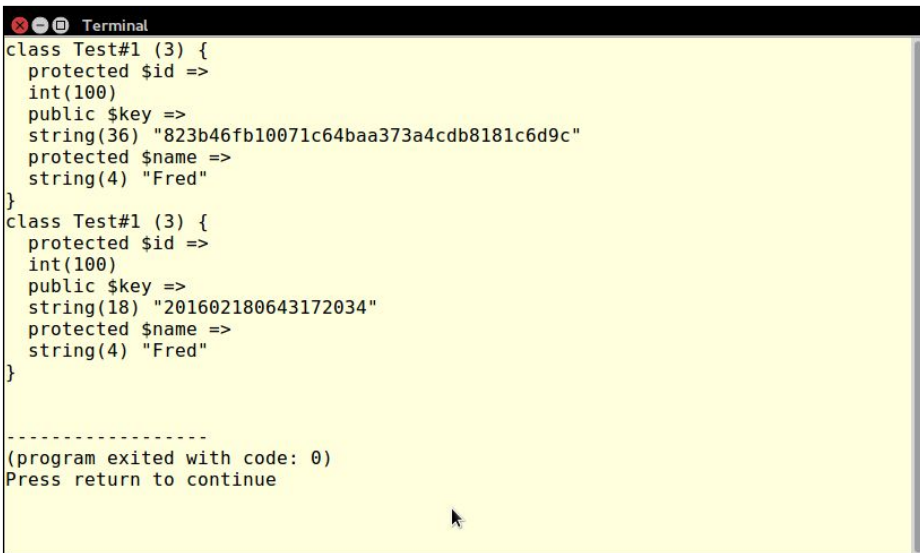 Terminal
class Test#1 (3) {
  protected $id =>
  int(100)
  public $key =>
  string(36) "823b46fb10071c64baa373a4cdb8181c6d9c"
  protected $name =>
  string(4) "Fred"
}
class Test#1 (3) {
  protected $id =>
  int(100)
  public $key =>
  string(18) "201602180643172034"
  protected $name =>
  string(4) "Fred"
}
------------------
(program exited with code: 0)
Press return to continue